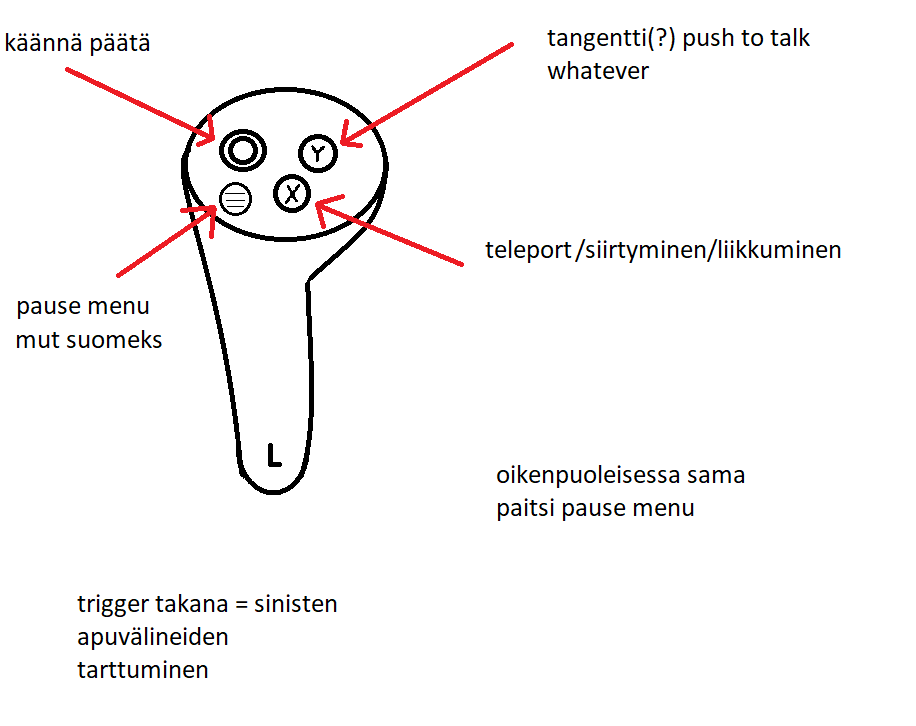 käännä päätä
tangentti(?) push to talk
whatever
Y
X
teleport/siirtyminen/liikkuminen
pause menu
mut suomeks
L
oikenpuoleisessa sama
paitsi pause menu
trigger takana = sinisten
apuvälineiden
tarttuminen